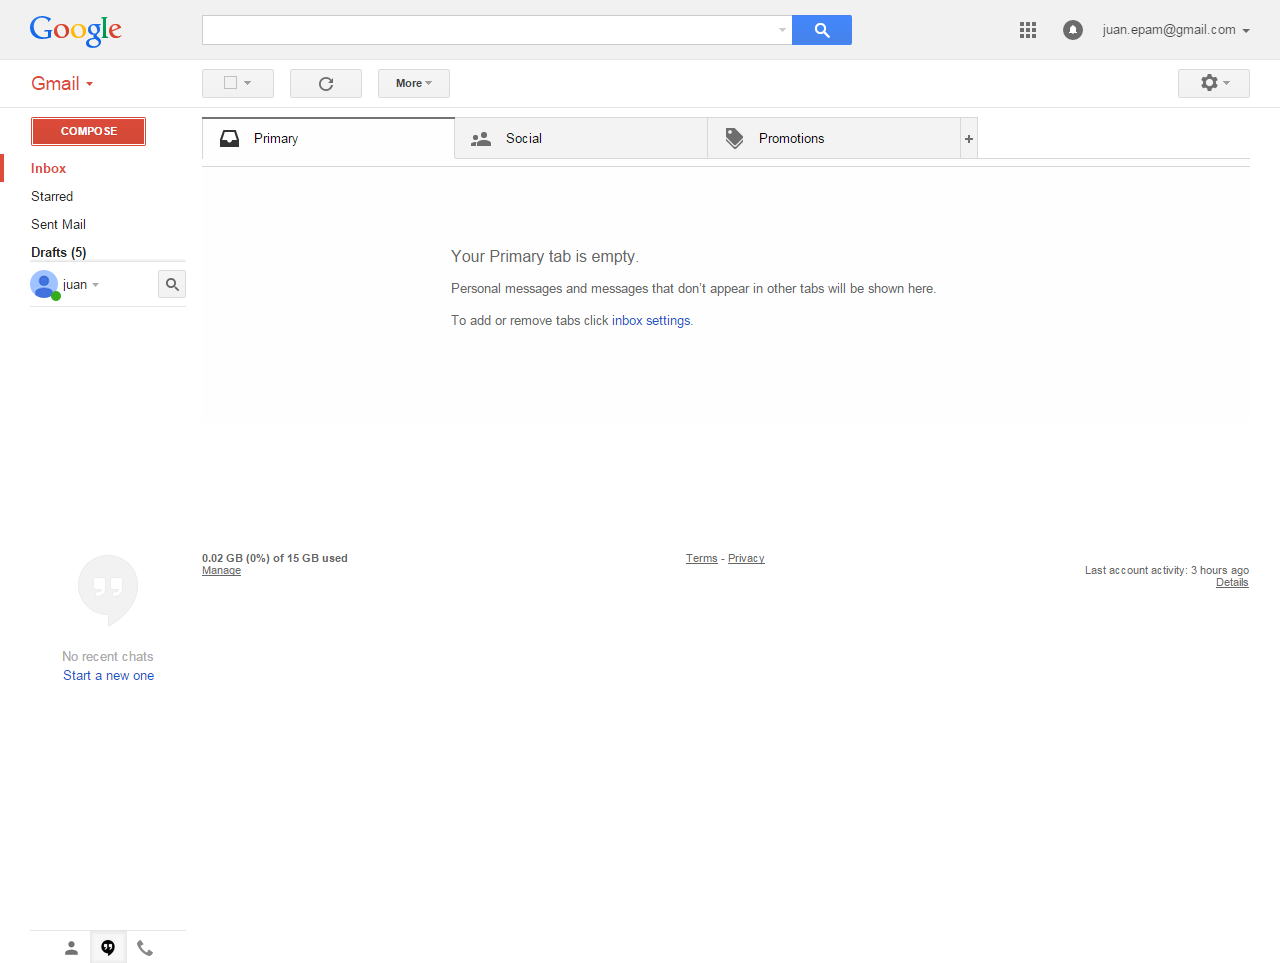 Google
juan.epam@gmail.com
Gmail
More
COMPOSE
Primary
Social
Promotions
+
Inbox
Starred
Sent Mail
Drafts (5)
juan
Your Primary tab is empty.
Personal messages and messages that don't appear in other tabs will be shown here.
To add or remove tabs click inbox settings.
0.02 GB (0%) of 15 GB used
Manage
Terms - Privacy
Last account activity: 3 hours ago
Details
No recent chats
Start a new one